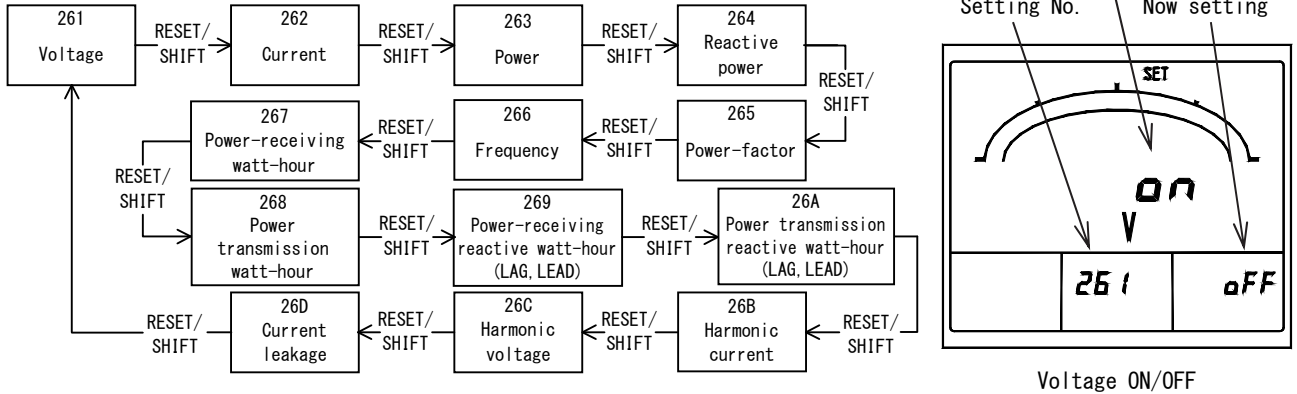 261
Voltage
RESET/
SHIFT
262
Current
RESET/
SHIFT
263
Power
RESET/
SHIFT
264
Reactive
power
RESET/
SHIFT
265
Power-factor
RESET/
SHIFT
266
Frequency
RESET/
SHIFT
267
Power-receiving
watt-hour
RESET/
SHIFT
268
Power
transmission
watt-hour
RESET/
SHIFT
269
Power-receiving
reactive watt-hour
(LAG, LEAD)
RESET/
SHIFT
26A
Power transmission
reactive watt-hour
(LAG, LEAD)
RESET/
SHIFT
26B
Harmonic
current
RESET/
SHIFT
26C
Harmonic
voltage
RESET/
SHIFT
26D
Current
leakage
RESET/
SHIFT
Setting No.
Now setting
SET
on
V
261
oFF
Voltage ON/OFF